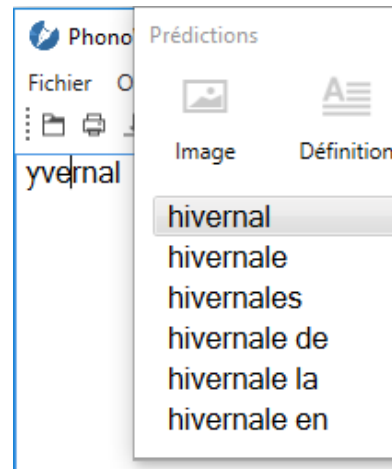 Phono
Prédictions
Fichier O
Image Définition
yvernal
hivernal
hivernale
hivernales
hivernale de
hivernale la
hivernale en